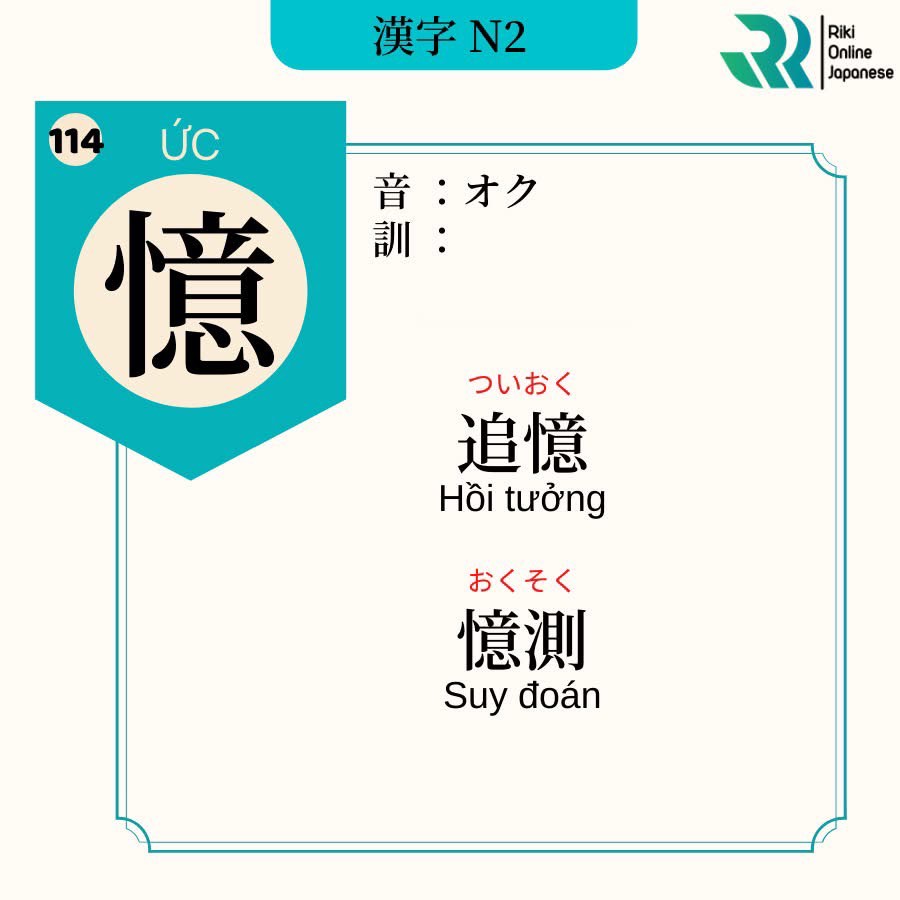 漢字 N2
Riki
Online
Japanese
114
ỨC
憶
音 ：オク
訓 ：
ついおく
追憶
Hồi tưởng
おくそく
憶測
Suy đoán